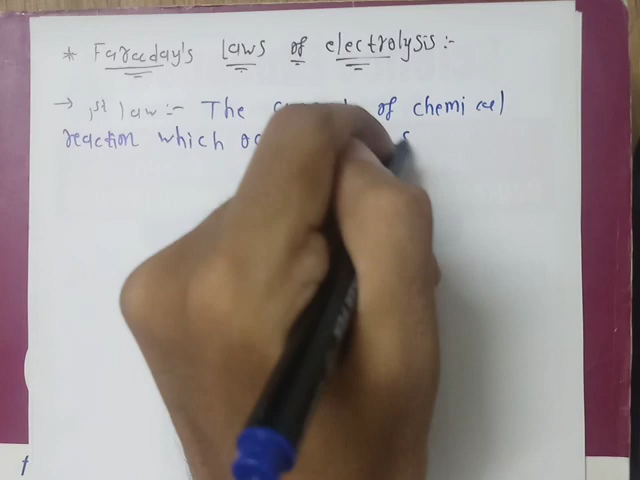 * Faraday's laws of electrolysis:-
→ 1st law :- The of chemical
reaction which